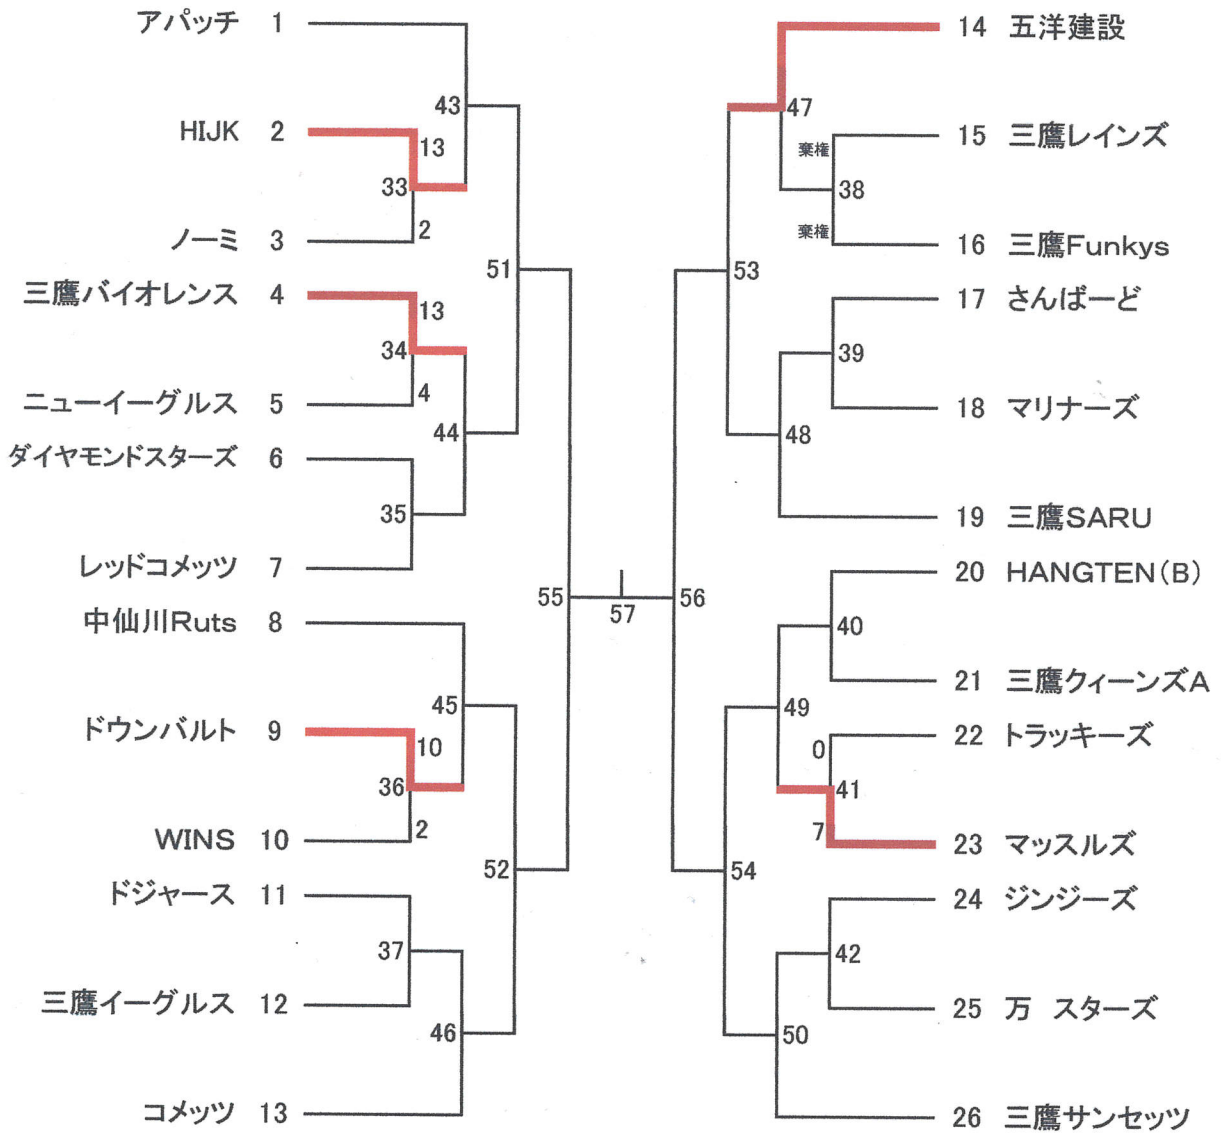 アパッチ 1
43
HIJK 2
13
33
2
ノーミ 3
51
三鷹バイオレンス 4
13
34
4
ニューイーグルス 5
44
ダイヤモンドスターズ 6
35
レッドコメッツ 7
55
中仙川Ruts 8
45
ドウンバルト 9
10
36
2
WINS 10
52
ドジャース 11
37
三鷹イーグルス 12
46
コメッツ 13
57
14 五洋建設
47
15 三鷹レインズ
棄権
38
棄権
16 三鷹Funkys
53
17 さんばーど
39
18 マリナーズ
48
19 三鷹SARU
56
20 HANGTEN(B)
40
21 三鷹クィーンズA
49
22 トラッキーズ
0
41
7
23 マッスルズ
54
24 ジンジーズ
42
25 万 スターズ
50
26 三鷹サンセッツ